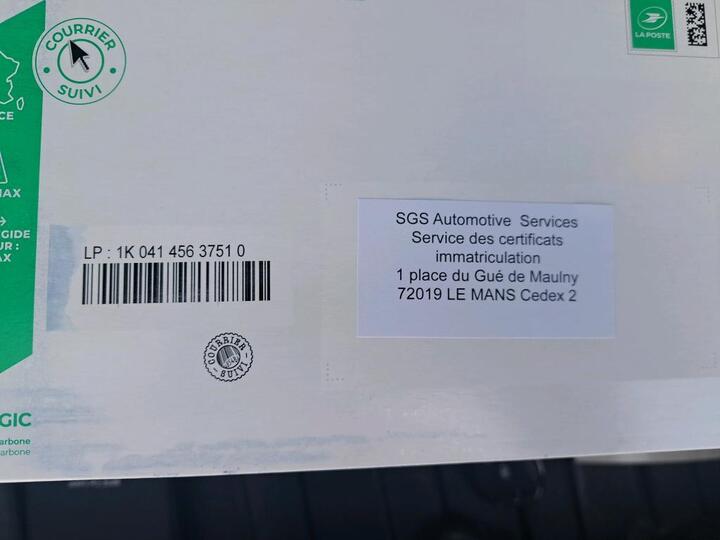 COURRIER
SUIVI
LA POSTE
CE
MAX
GIDE
UR :
AX
LP : 1K 041 456 3751 0
COURRIER
SUIVI
SGS Automotive Services
Service des certificats
immatriculation
1 place du Gué de Maulny
72019 LE MANS Cedex 2
GIC
arbone
arbone